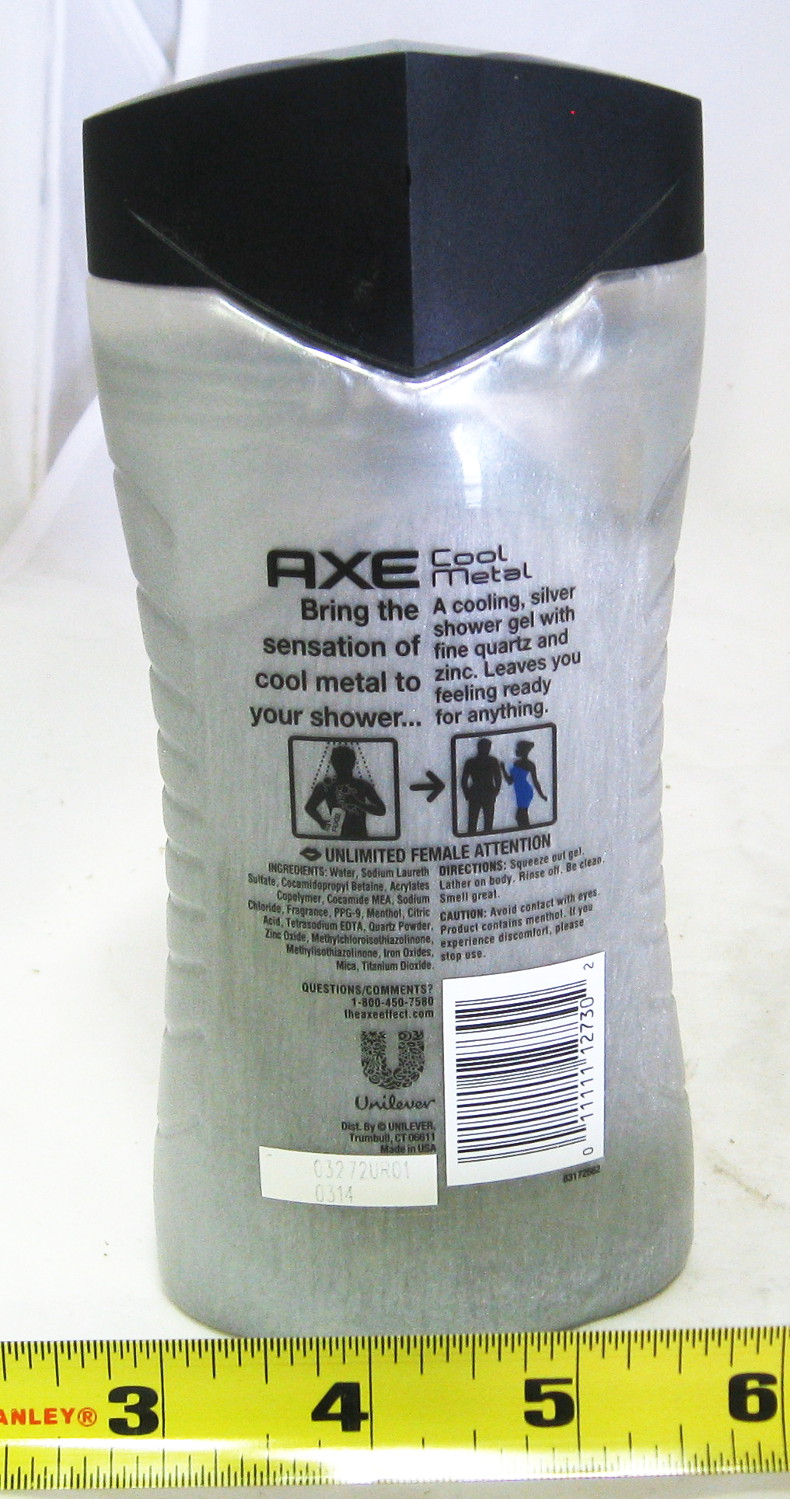 AXE Cool Metal
Bring the
sensation of
cool metal to
your shower...
A cooling, silver
shower gel with
fine quartz and
zinc. Leaves you
feeling ready
for anything.
AXE
UNLIMITED FEMALE ATTENTION
INGREDIENTS: Water, Sodium Laureth
Sulfate, Cocamidopropyl Betaine, Acrylates
Copolymer, Cocamide MEA, Sodium
Chloride, Fragrance, PPG-9, Menthol, Citric
Acid, Tetrasodium EDTA, Quartz Powder,
Zinc Oxide, Methylchloroisothiazolinone,
Methylisothiazolinone, Iron Oxides,
Mica, Titanium Dioxide.
DIRECTIONS: Squeeze out gel.
Lather on body. Rinse off. Be clean.
Smell great.
CAUTION: Avoid contact with eyes.
Product contains menthol. If you
experience discomfort, please
stop use.
QUESTIONS/COMMENTS?
1-800-450-7580
theaxeeffect.com
Unilever
Dist. By © UNILEVER,
Trumbull, CT 06611
Made in USA
0 11111 12730 2
03272UR01
0314
ANLEY® 3 4 5 6